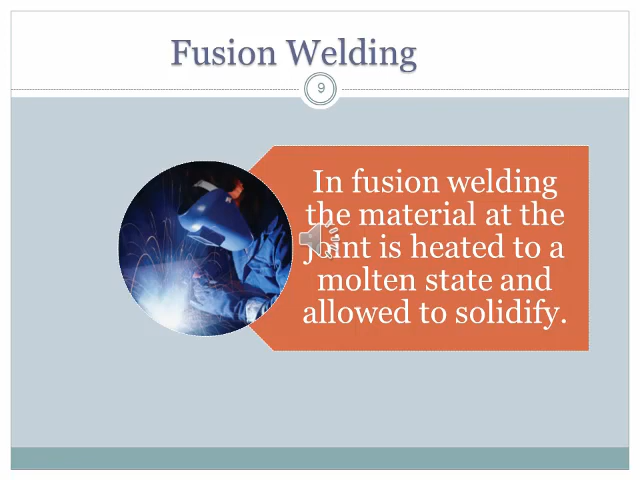 Fusion Welding
9
In fusion welding
the material at the
joint is heated to a
molten state and
allowed to solidify.